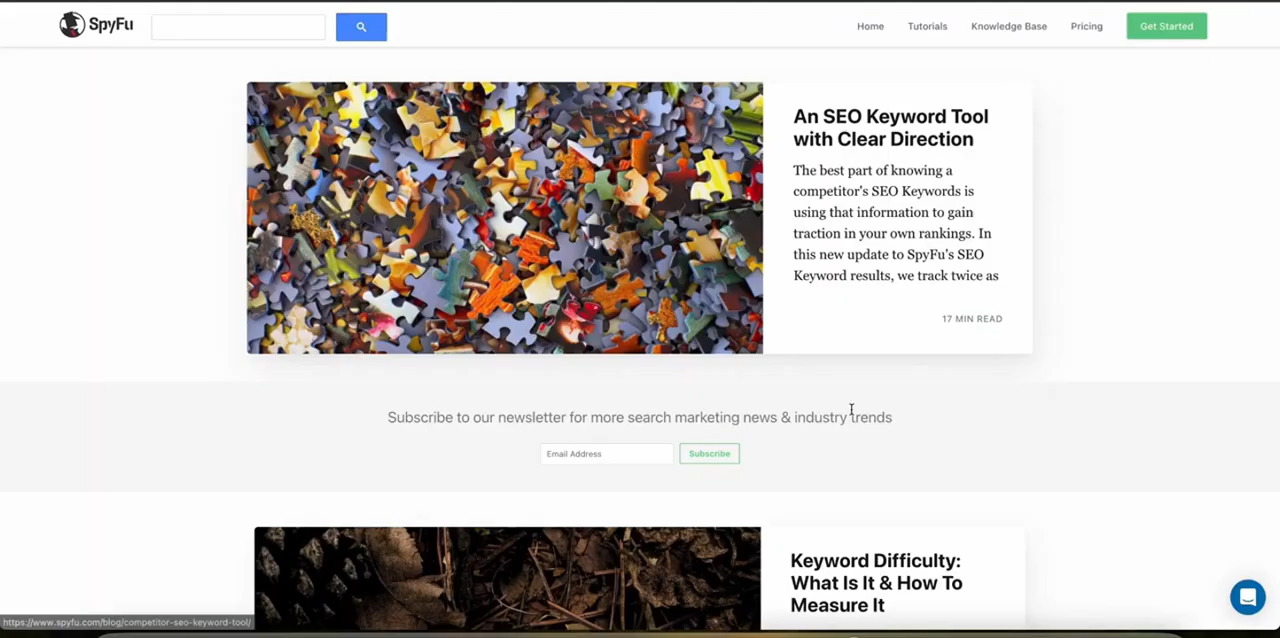 SpyFu
Home
Tutorials
Knowledge Base
Pricing
Get Started
An SEO Keyword Tool
with Clear Direction
The best part of knowing a
competitor's SEO Keywords is
using that information to gain
traction in your own rankings. In
this new update to SpyFu's SEO
Keyword results, we track twice as
17 MIN READ
Subscribe to our newsletter for more search marketing news & industry trends
Email Address
Subscribe
Keyword Difficulty:
What Is It & How To
Measure It
https://www.spyfu.com/blog/competitor-seo-keyword-tool/